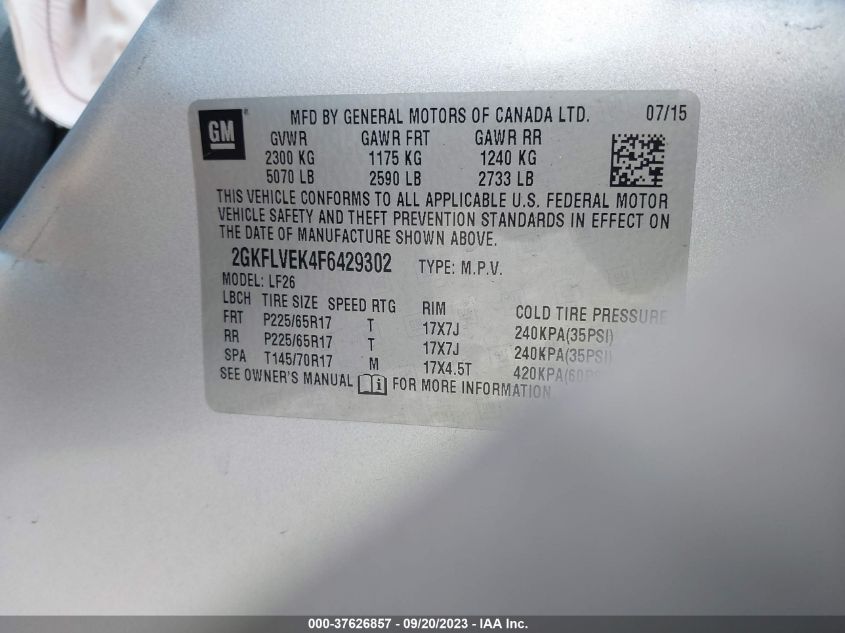 GM
MFD BY GENERAL MOTORS OF CANADA LTD. 07/15
GVWR GAWR FRT GAWR RR
2300 KG 1175 KG 1240 KG
5070 LB 2590 LB 2733 LB
THIS VEHICLE CONFORMS TO ALL APPLICABLE U.S. FEDERAL MOTOR
VEHICLE SAFETY AND THEFT PREVENTION STANDARDS IN EFFECT ON
THE DATE OF MANUFACTURE SHOWN ABOVE.
2GKFLVEK4F6429302 TYPE: M.P.V.
MODEL: LF26
LBCH TIRE SIZE SPEED RTG RIM COLD TIRE PRESSURE
FRT P225/65R17 T 17X7J 240KPA(35PSI)
RR P225/65R17 T 17X7J 240KPA(35PSI)
SPA T145/70R17 M 17X4.5T 420KPA(60PS
SEE OWNER'S MANUAL i FOR MORE INFORMATION
000-37626857 - 09/20/2023 - IAA Inc.